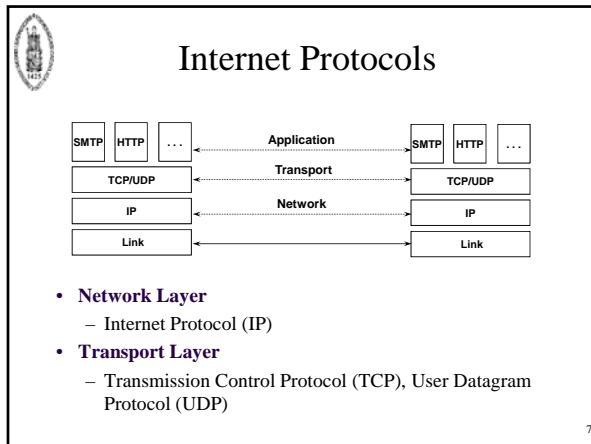 1425
Internet Protocols
SMTP HTTP ... Application SMTP HTTP ...
TCP/UDP Transport TCP/UDP
IP Network IP
Link Link
• Network Layer
– Internet Protocol (IP)
• Transport Layer
– Transmission Control Protocol (TCP), User Datagram
Protocol (UDP)
7